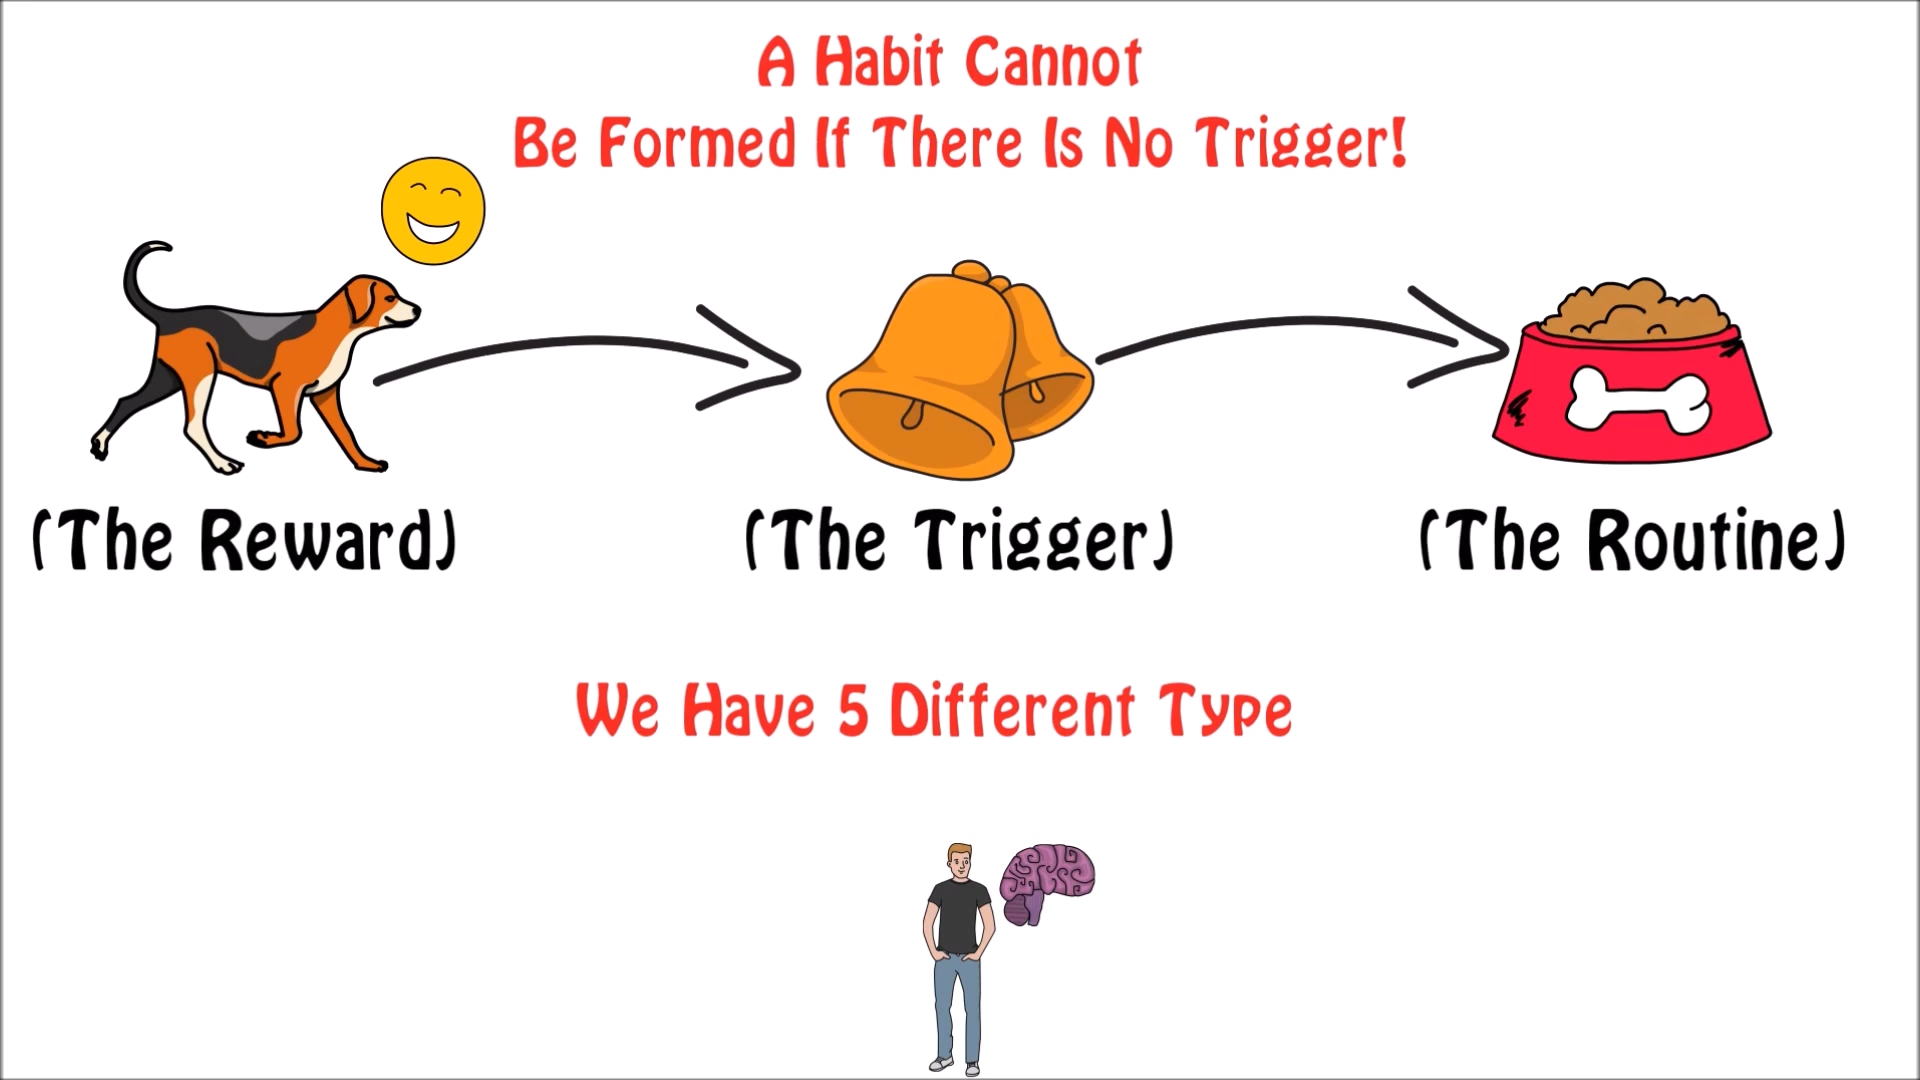 A Habit Cannot
Be Formed If There Is No Trigger!
(The Reward)
(The Trigger)
(The Routine)
We Have 5 Different Type